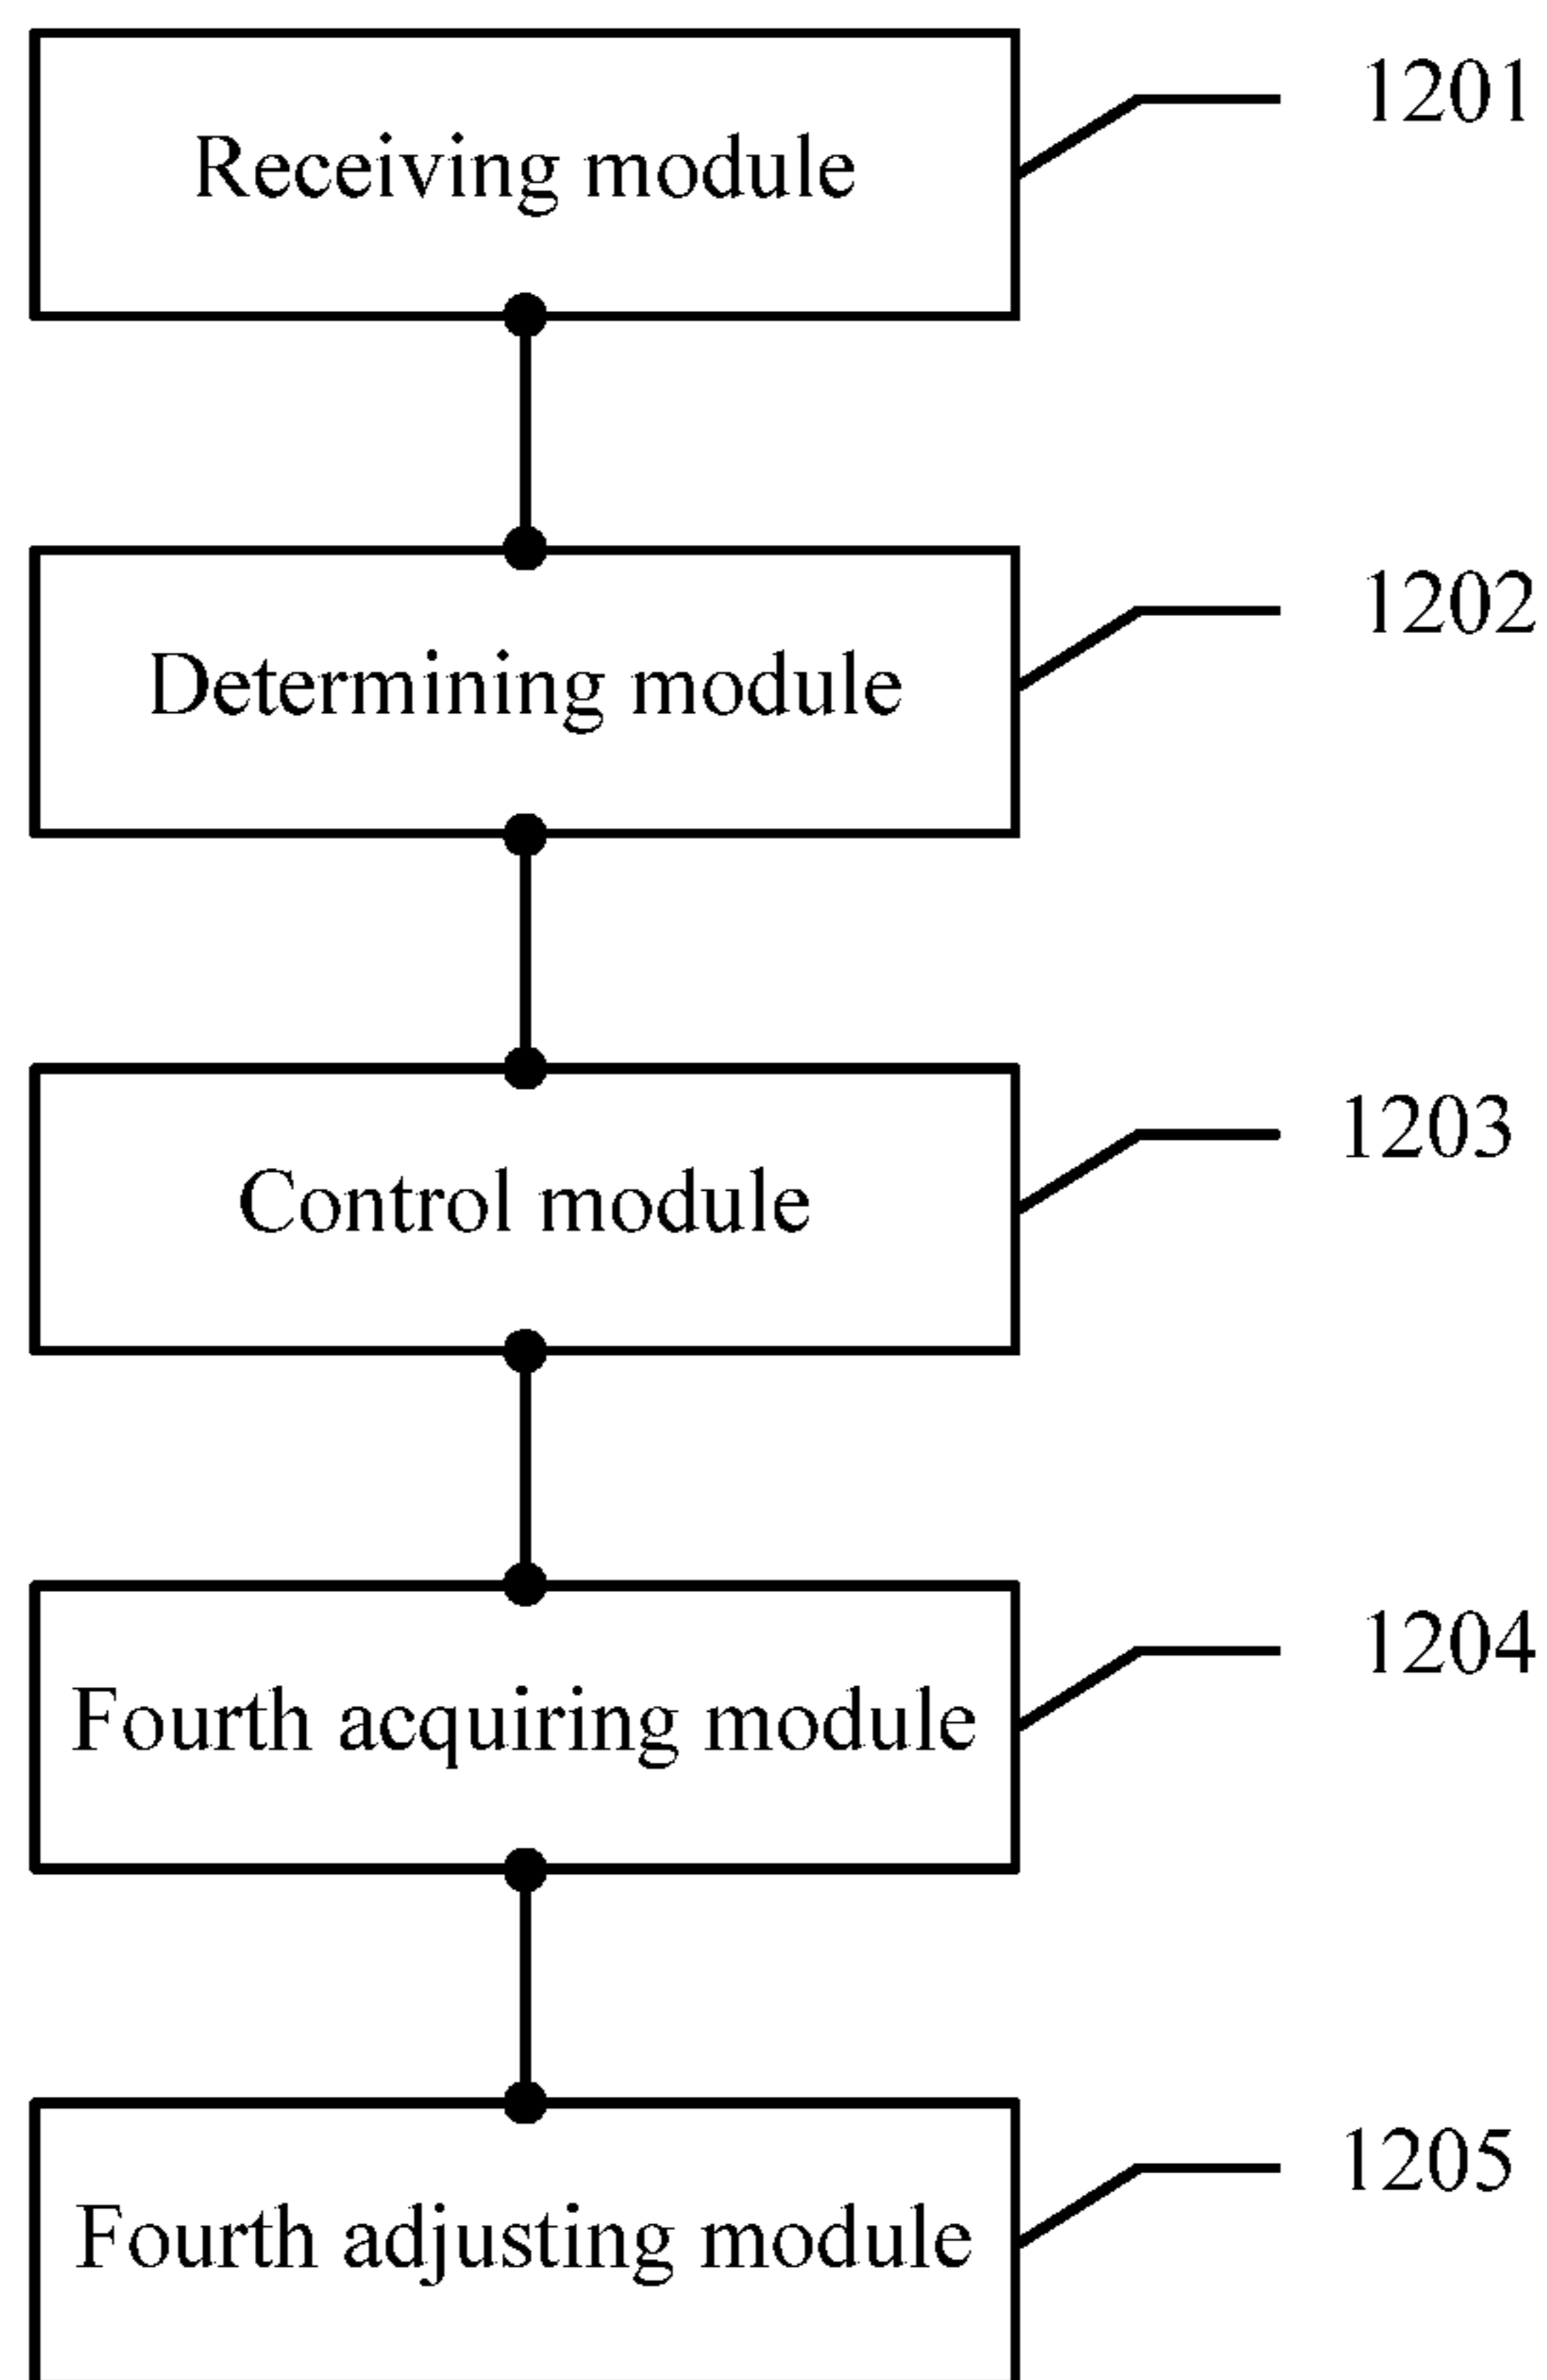 Receiving module
1201
Determining module
1202
Control module
1203
Fourth acquiring module
1204
Fourth adjusting module
1205